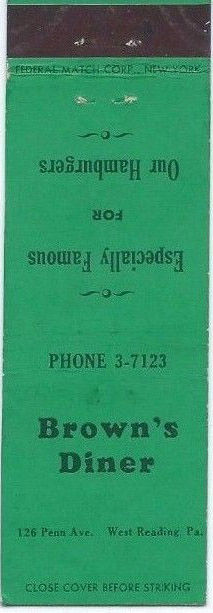 FEDERAL MATCH CORP., NEW YORK
Especially Famous
FOR
Our Hamburgers
PHONE 3-7123
Brown's
Diner
126 Penn Ave. West Reading, Pa.
CLOSE COVER BEFORE STRIKING